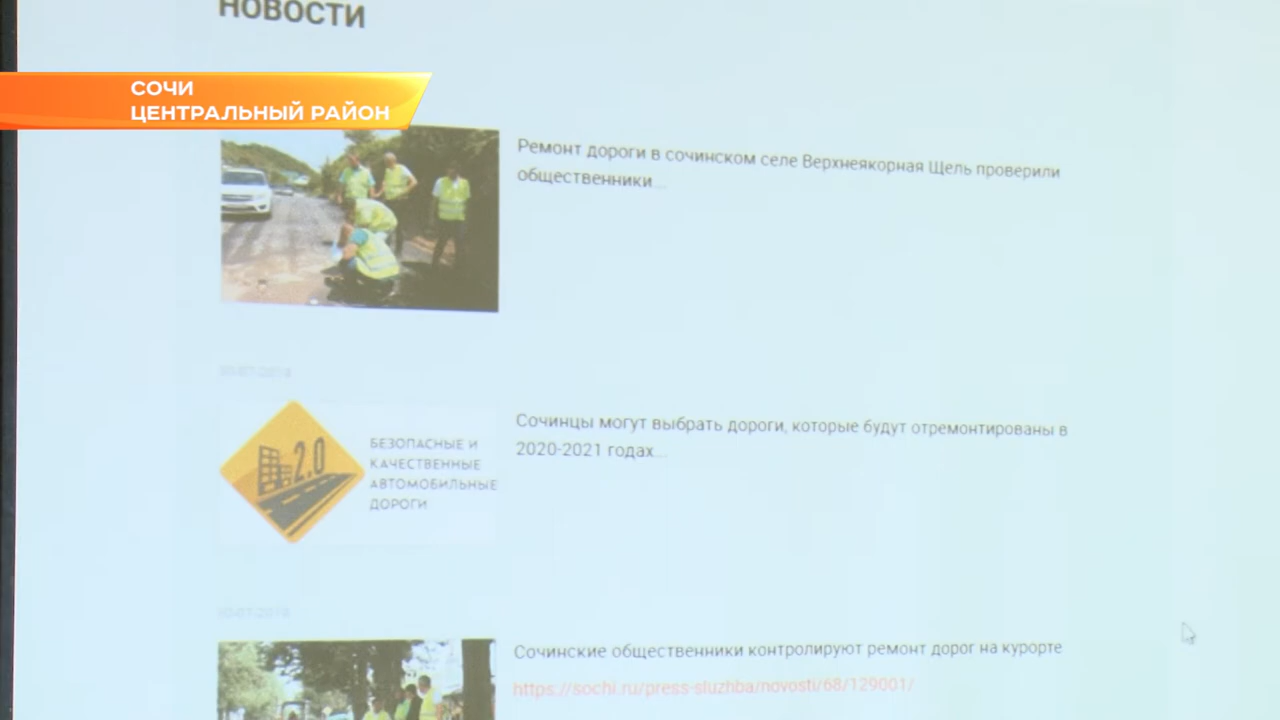 НОВОСТИ
СОЧИ
ЦЕНТРАЛЬНЫЙ РАЙОН
Ремонт дороги в сочинском селе Верхнеякорная Щель проверили
общественники...
Сочинцы могут выбрать дороги, которые будут отремонтированы в
2020-2021 годах...
2.0
БЕЗОПАСНЫЕ И
КАЧЕСТВЕННЫЕ
АВТОМОБИЛЬНЫЕ
ДОРОГИ
Сочинские общественники контролируют ремонт дорог на курорте
https://sochi.ru/press-sluzhba/novosti/68/129001/